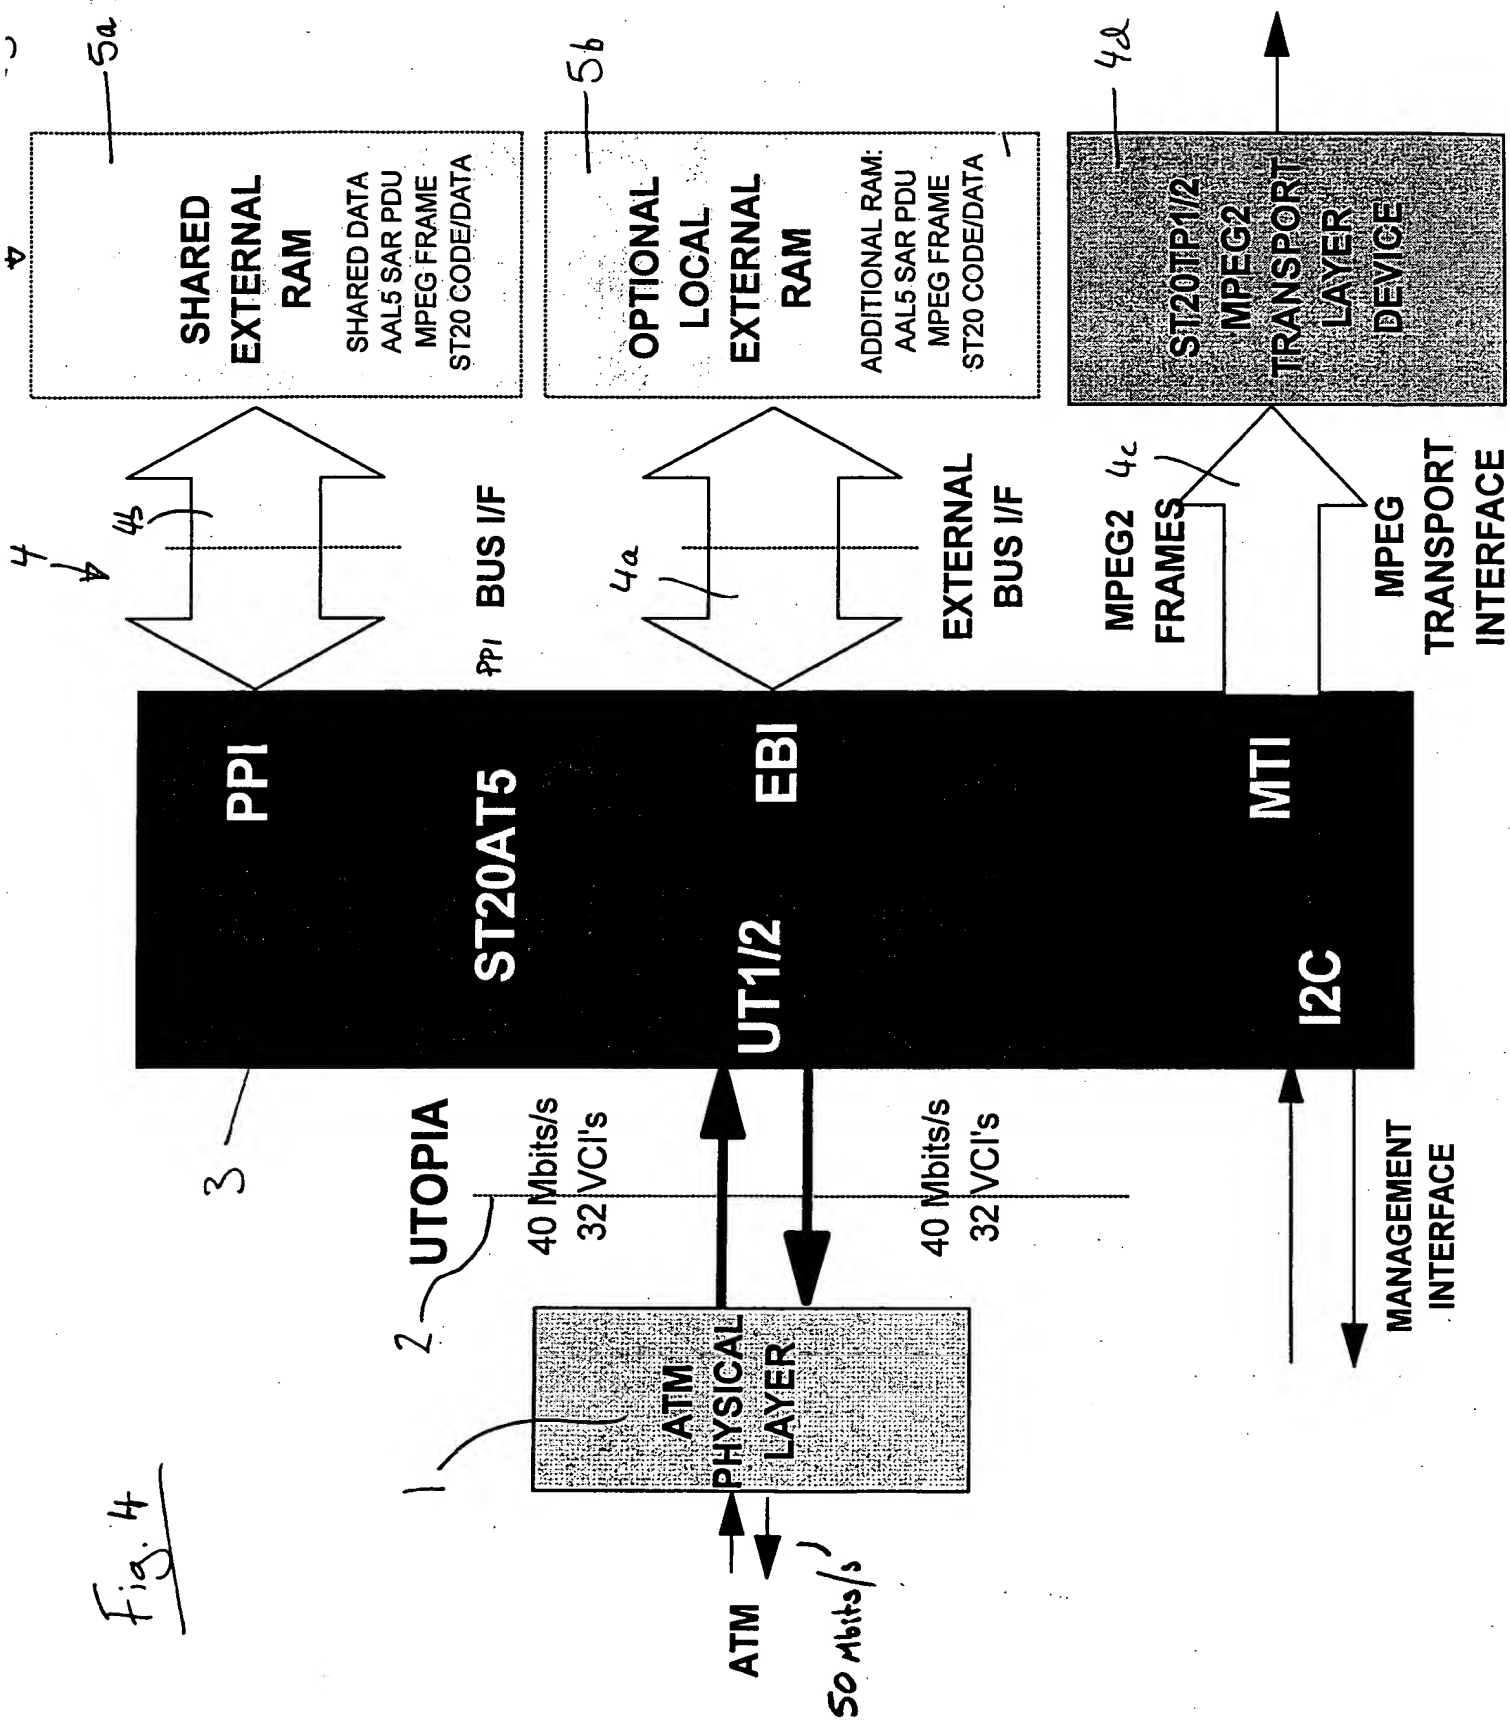 Fig. 4
4
4b
PPI BUS I/F
SHARED
EXTERNAL
RAM
SHARED DATA
AAL5 SAR PDU
MPEG FRAME
ST20 CODE/DATA
5a
3
PPI
ST20AT5
UT1/2
EBI
I2C
MTI
UTOPIA
2
40 Mbits/s
32 VCI's
40 Mbits/s
32 VCI's
1
ATM
PHYSICAL
LAYER
ATM
50 Mbits/s
4a
EXTERNAL
BUS I/F
OPTIONAL
LOCAL
EXTERNAL
RAM
ADDITIONAL RAM:
AAL5 SAR PDU
MPEG FRAME
ST20 CODE/DATA
5b
MANAGEMENT
INTERFACE
MPEG2
FRAMES
4c
MPEG
TRANSPORT
INTERFACE
ST20TP1/2
MPEG2
TRANSPORT
LAYER
DEVICE
4d